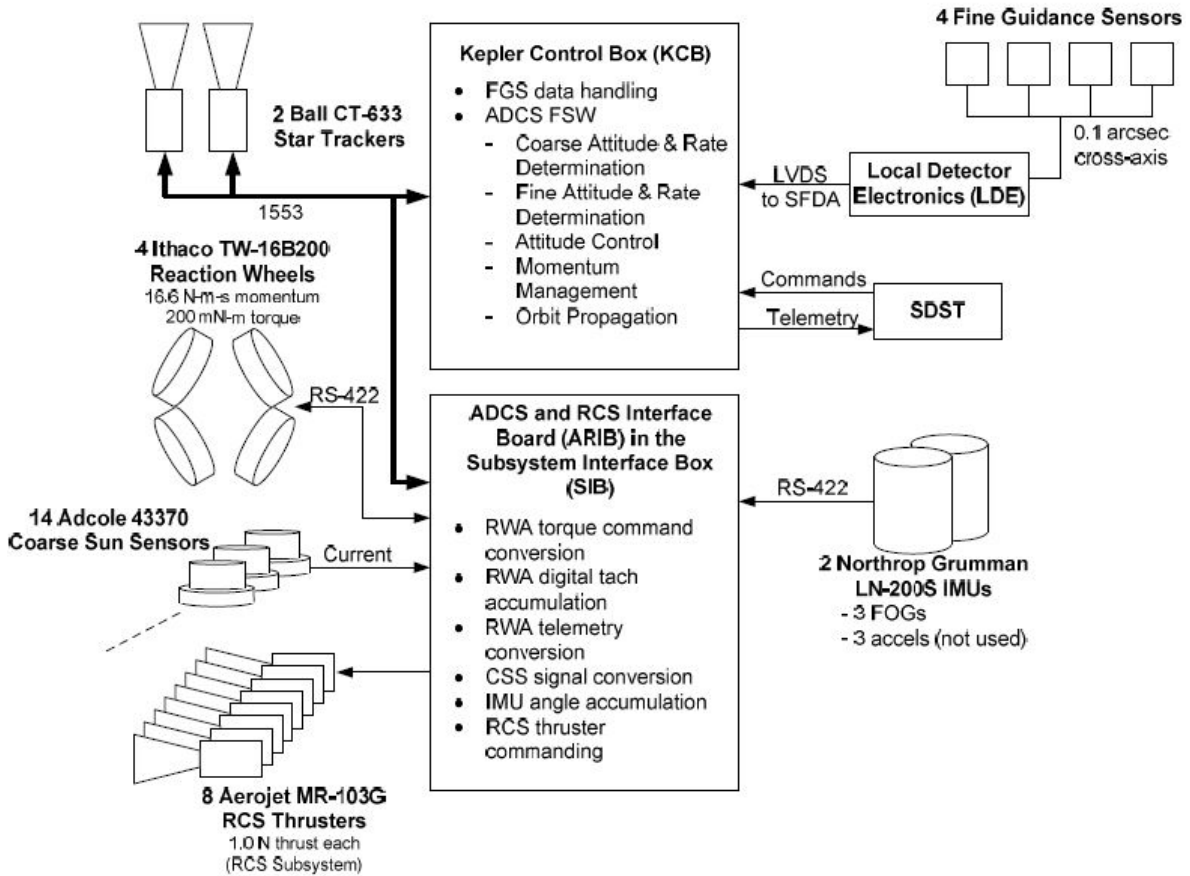 4 Fine Guidance Sensors
Kepler Control Box (KCB)
• FGS data handling
• ADCS FSW
- Coarse Attitude & Rate
Determination
- Fine Attitude & Rate
Determination
- Attitude Control
- Momentum
Management
- Orbit Propagation
2 Ball CT-633
Star Trackers
1553
0.1 arcsec
cross-axis
LVDS
to SFDA
Local Detector
Electronics (LDE)
Commands
Telemetry
SDST
4 Ithaco TW-16B200
Reaction Wheels
16.6 N-m-s momentum
200 mN-m torque
RS-422
ADCS and RCS Interface
Board (ARIB) in the
Subsystem Interface Box
(SIB)
• RWA torque command
conversion
• RWA digital tach
accumulation
• RWA telemetry
conversion
• CSS signal conversion
• IMU angle accumulation
• RCS thruster
commanding
RS-422
2 Northrop Grumman
LN-200S IMUs
- 3 FOGs
- 3 accels (not used)
14 Adcole 43370
Coarse Sun Sensors
Current
8 Aerojet MR-103G
RCS Thrusters
1.0 N thrust each
(RCS Subsystem)